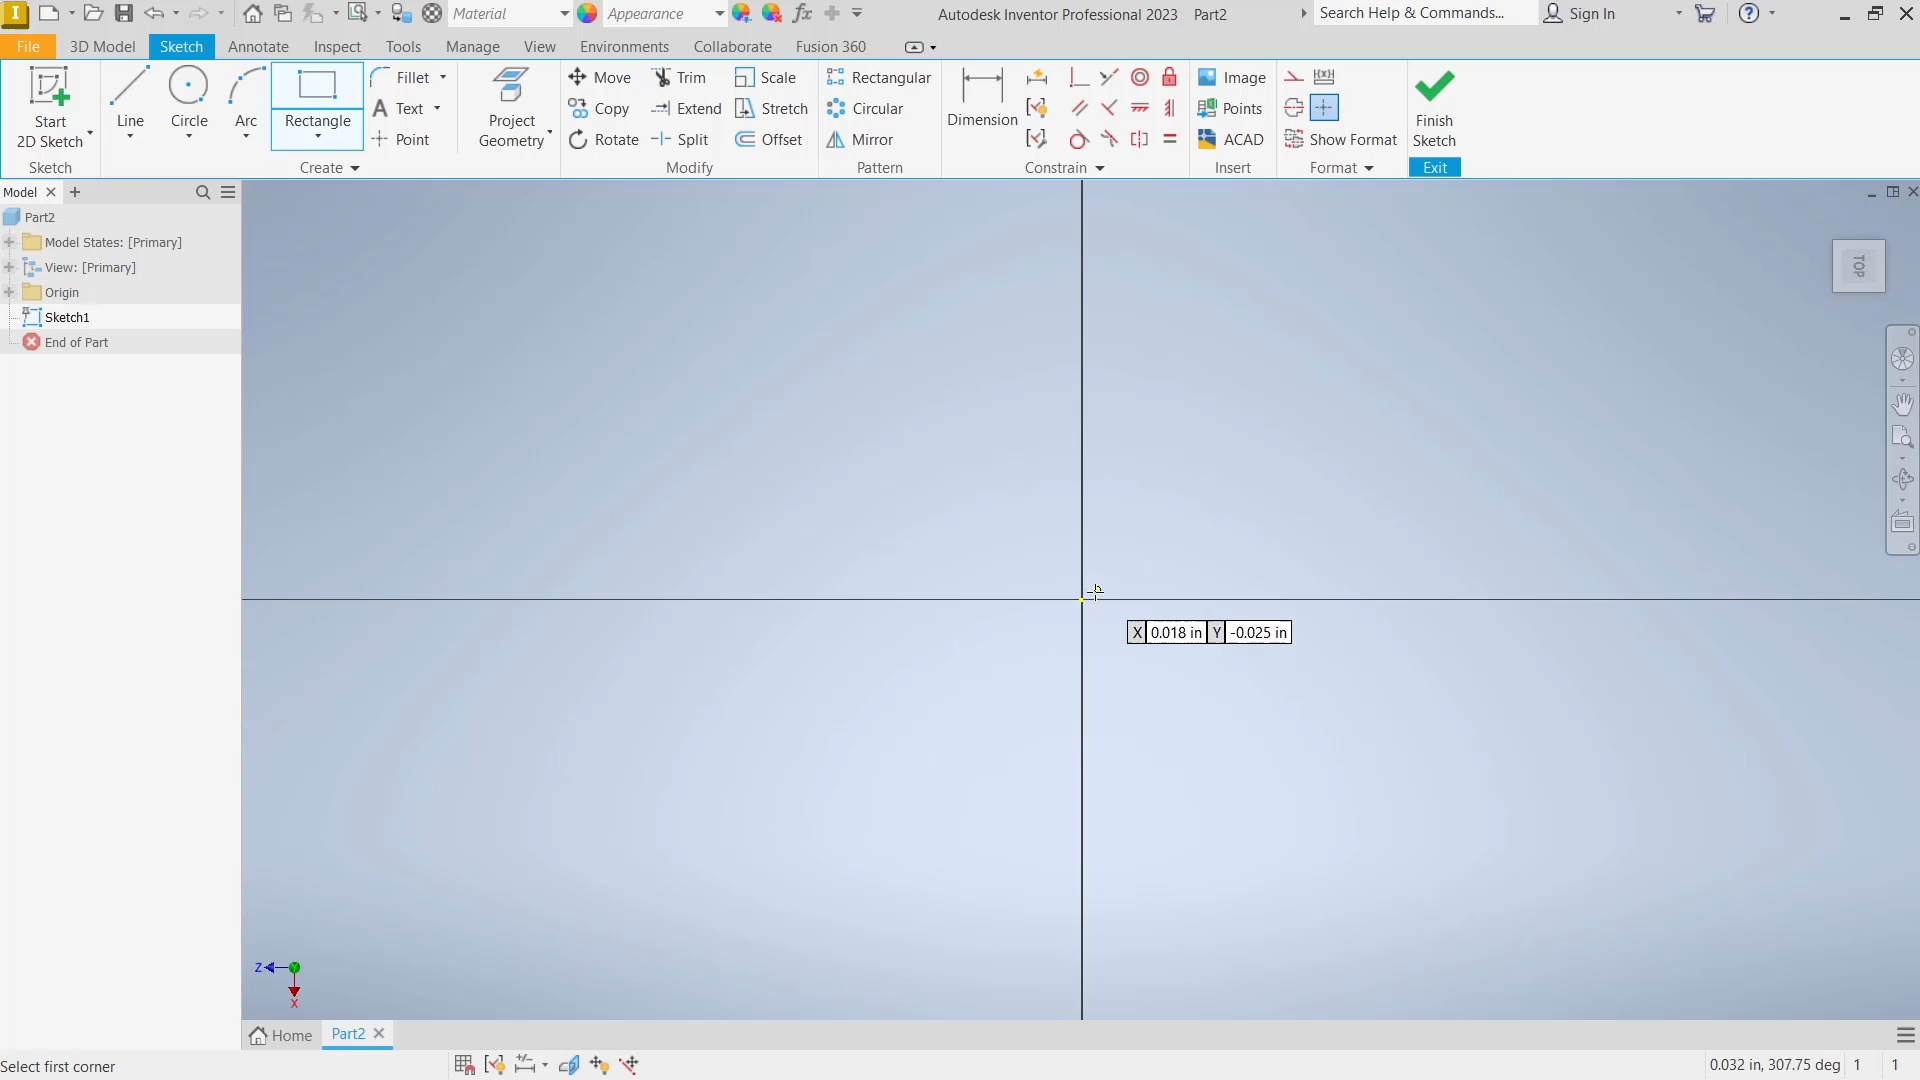 I Material Appearance fx Autodesk Inventor Professional 2023 Part2 Search Help & Commands... Sign In ?
File 3D Model Sketch Annotate Inspect Tools Manage View Environments Collaborate Fusion 360
Start 2D Sketch Line Circle Arc Rectangle Fillet Text Point Project Geometry
Move Trim Scale
Copy Extend Stretch
Rotate Split Offset
Rectangular
Circular
Mirror
Dimension
Image
Points
ACAD
Show Format
Finish Sketch
Sketch Create Modify Pattern Constrain Insert Format Exit
Model
Part2
Model States: [Primary]
View: [Primary]
Origin
Sketch1
End of Part
TOP
X 0.018 in Y -0.025 in
Z
X
Home Part2
Select first corner 0.032 in, 307.75 deg 1 1